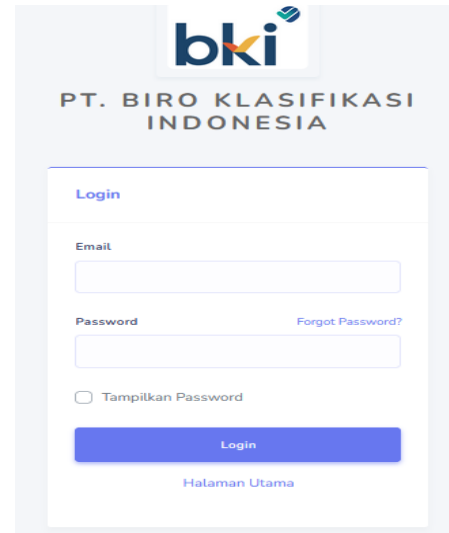 bki
PT. BIRO KLASIFIKASI
INDONESIA
Login
Email
Password Forgot Password?
Tampilkan Password
Login
Halaman Utama